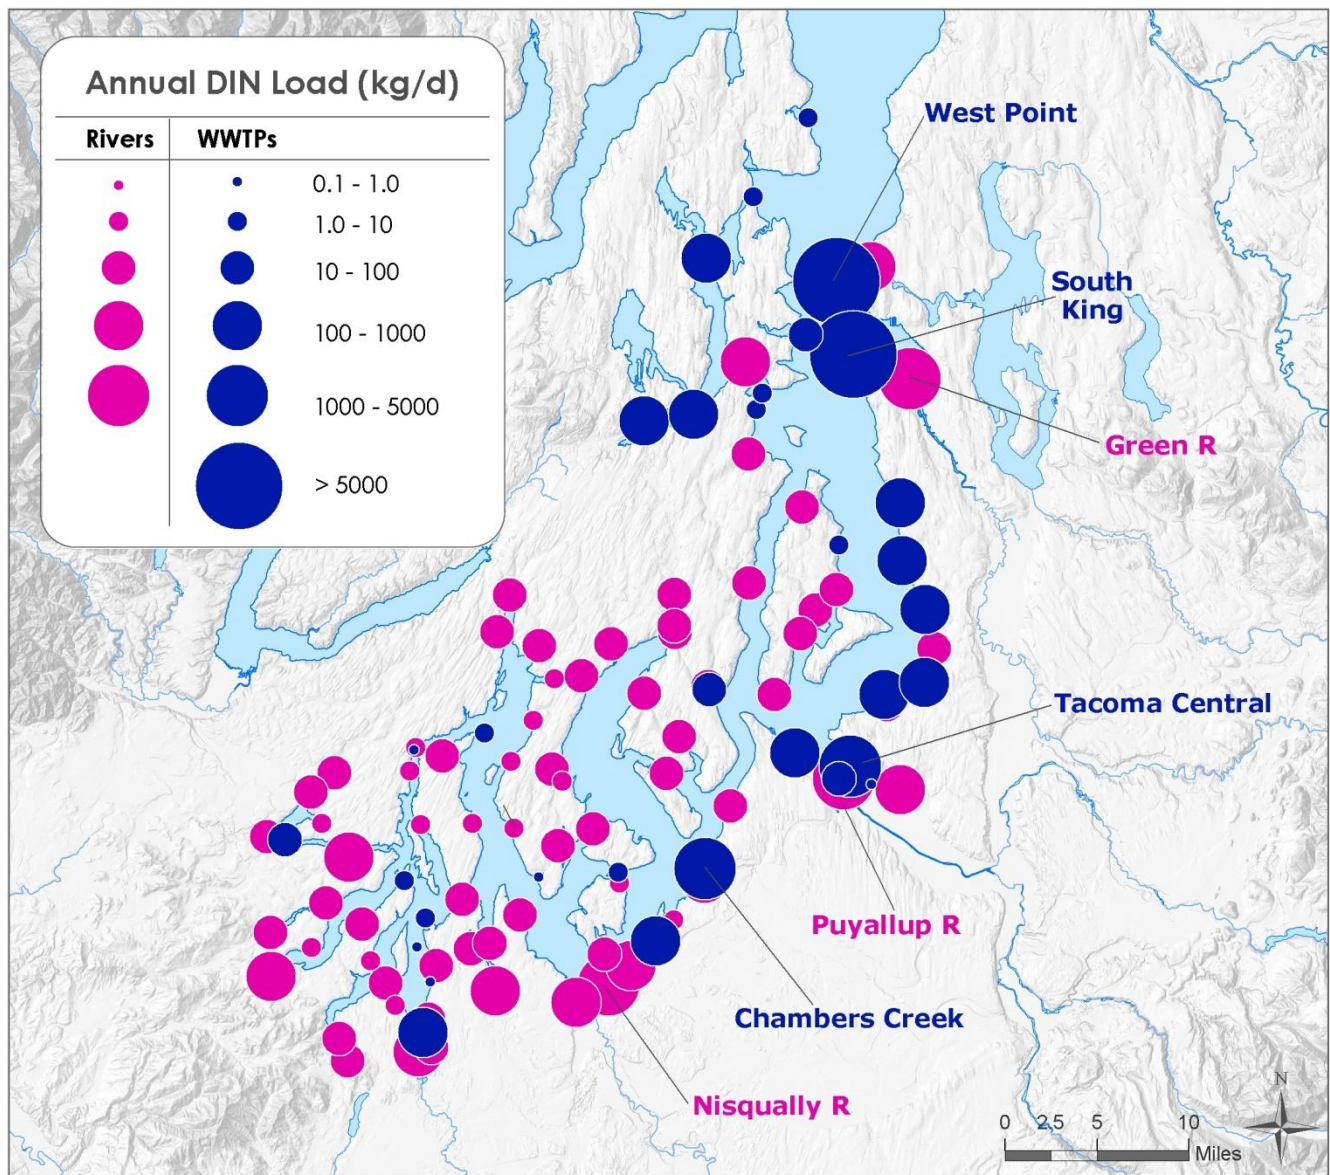 Annual DIN Load (kg/d)
Rivers WWTPs
0.1 - 1.0
1.0 - 10
10 - 100
100 - 1000
1000 - 5000
> 5000
West Point
South
King
Green R
Tacoma Central
Puyallup R
Chambers Creek
Nisqually R
N
0 2.5 5 10
Miles